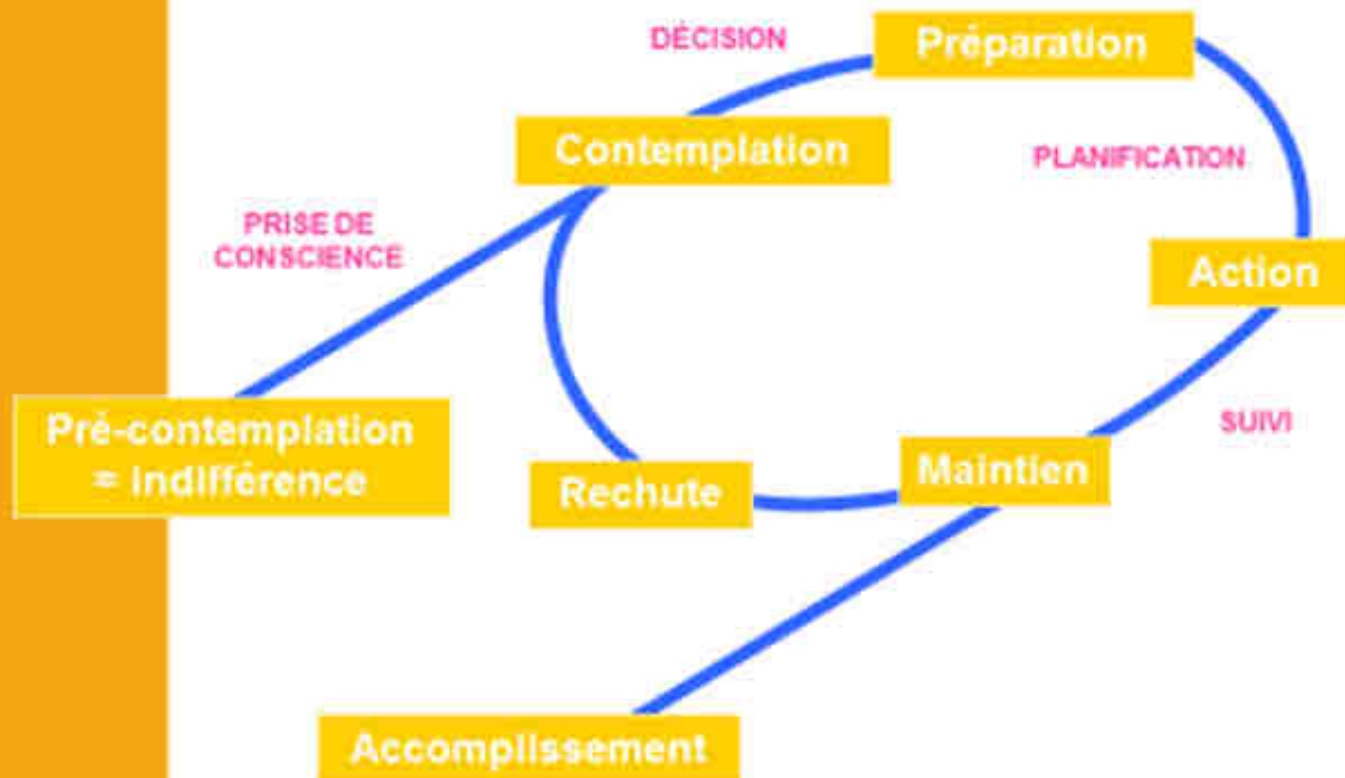 DÉCISION
Préparation
Contemplation
PLANIFICATION
PRISE DE
CONSCIENCE
Action
Pré-contemplation
= indifférence
SUIVI
Maintien
Rechute
Accomplissement